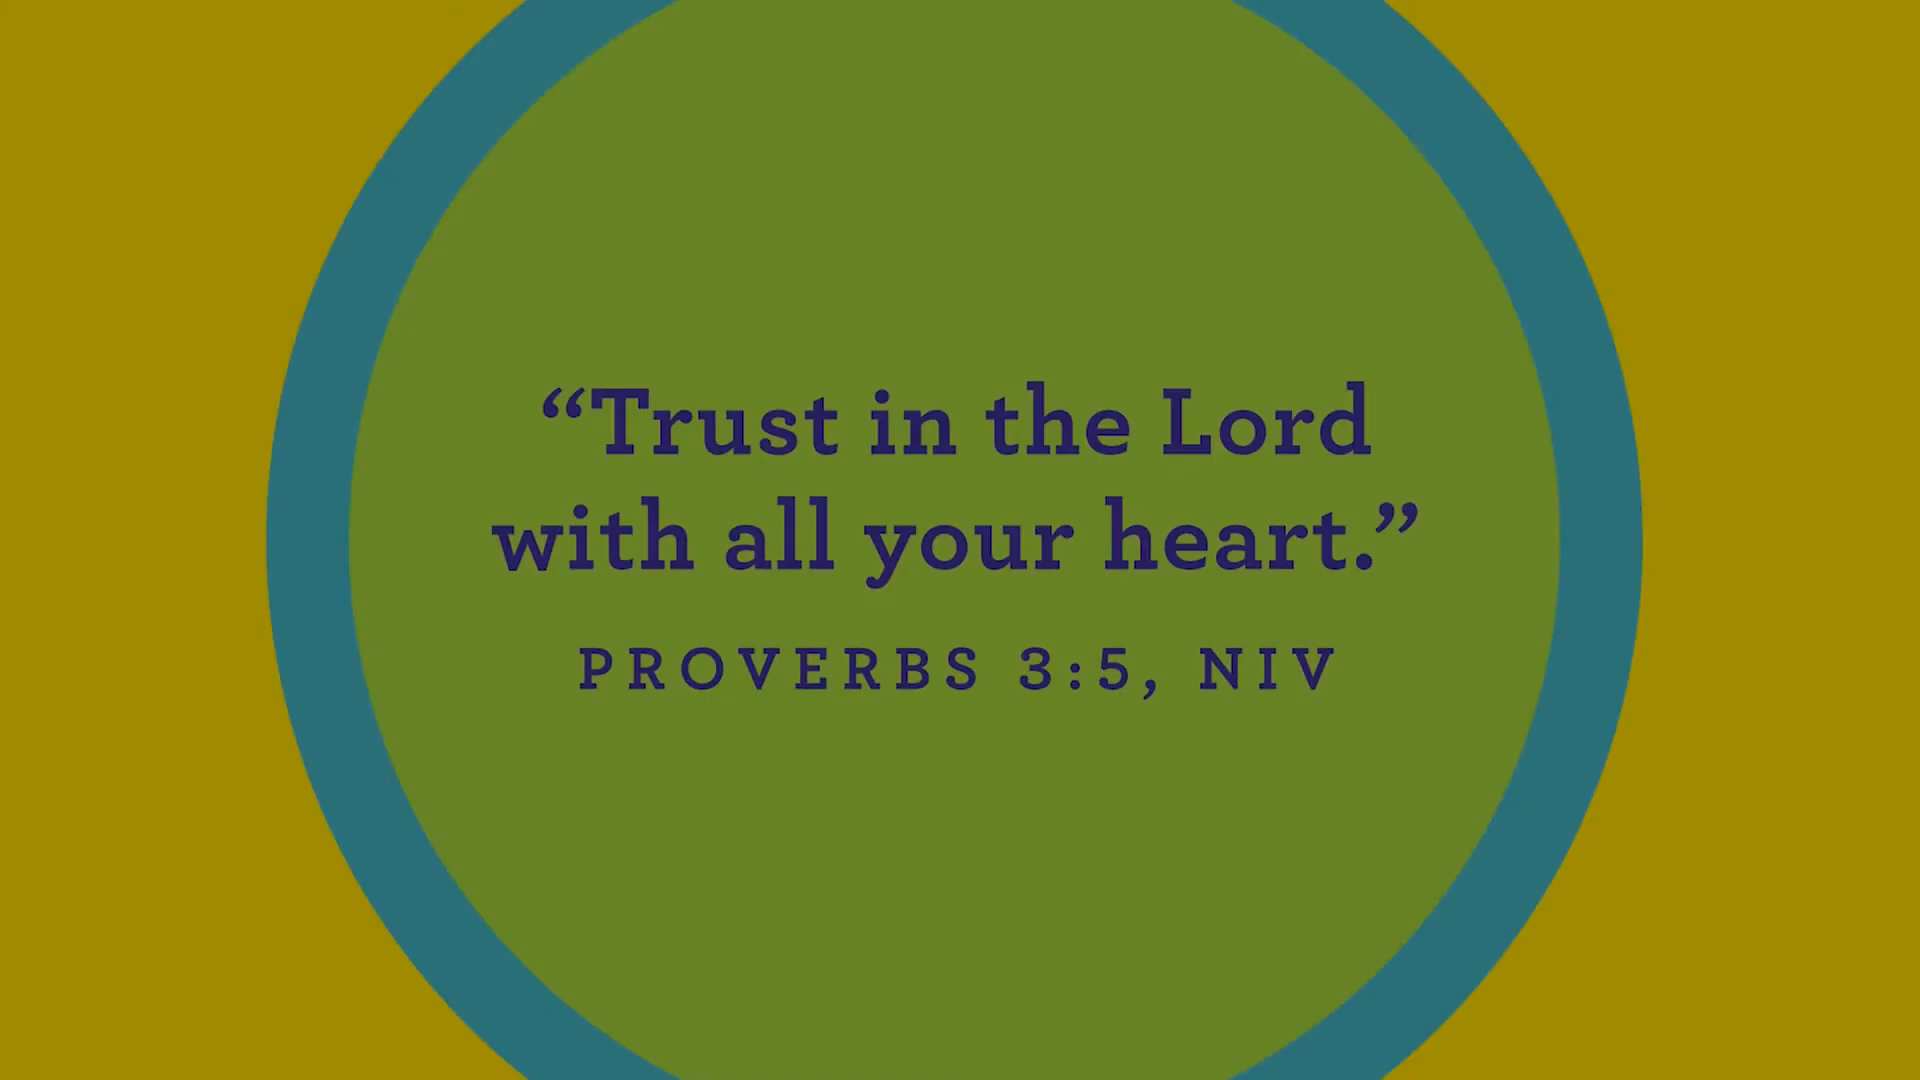 “Trust in the Lord
with all your heart.”
PROVERBS 3:5, NIV